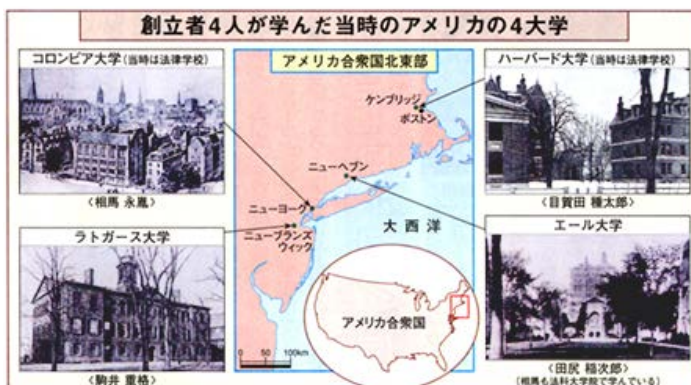 創立者4人が学んだ当時のアメリカの4大学
コロンビア大学(当時は法律学校)
〈相馬 永胤〉
ラトガース大学
〈駒井 重格〉
アメリカ合衆国北東部
ケンブリッジ
ボストン
ニューヘブン
ニューヨーク
ニューブランズ
ウィック
大西洋
アメリカ合衆国
0 50 100km
ハーバード大学(当時は法律学校)
〈目賀田 種太郎〉
エール大学
〈田尻 稲次郎〉
(相馬も法科大学院で学んでいる)